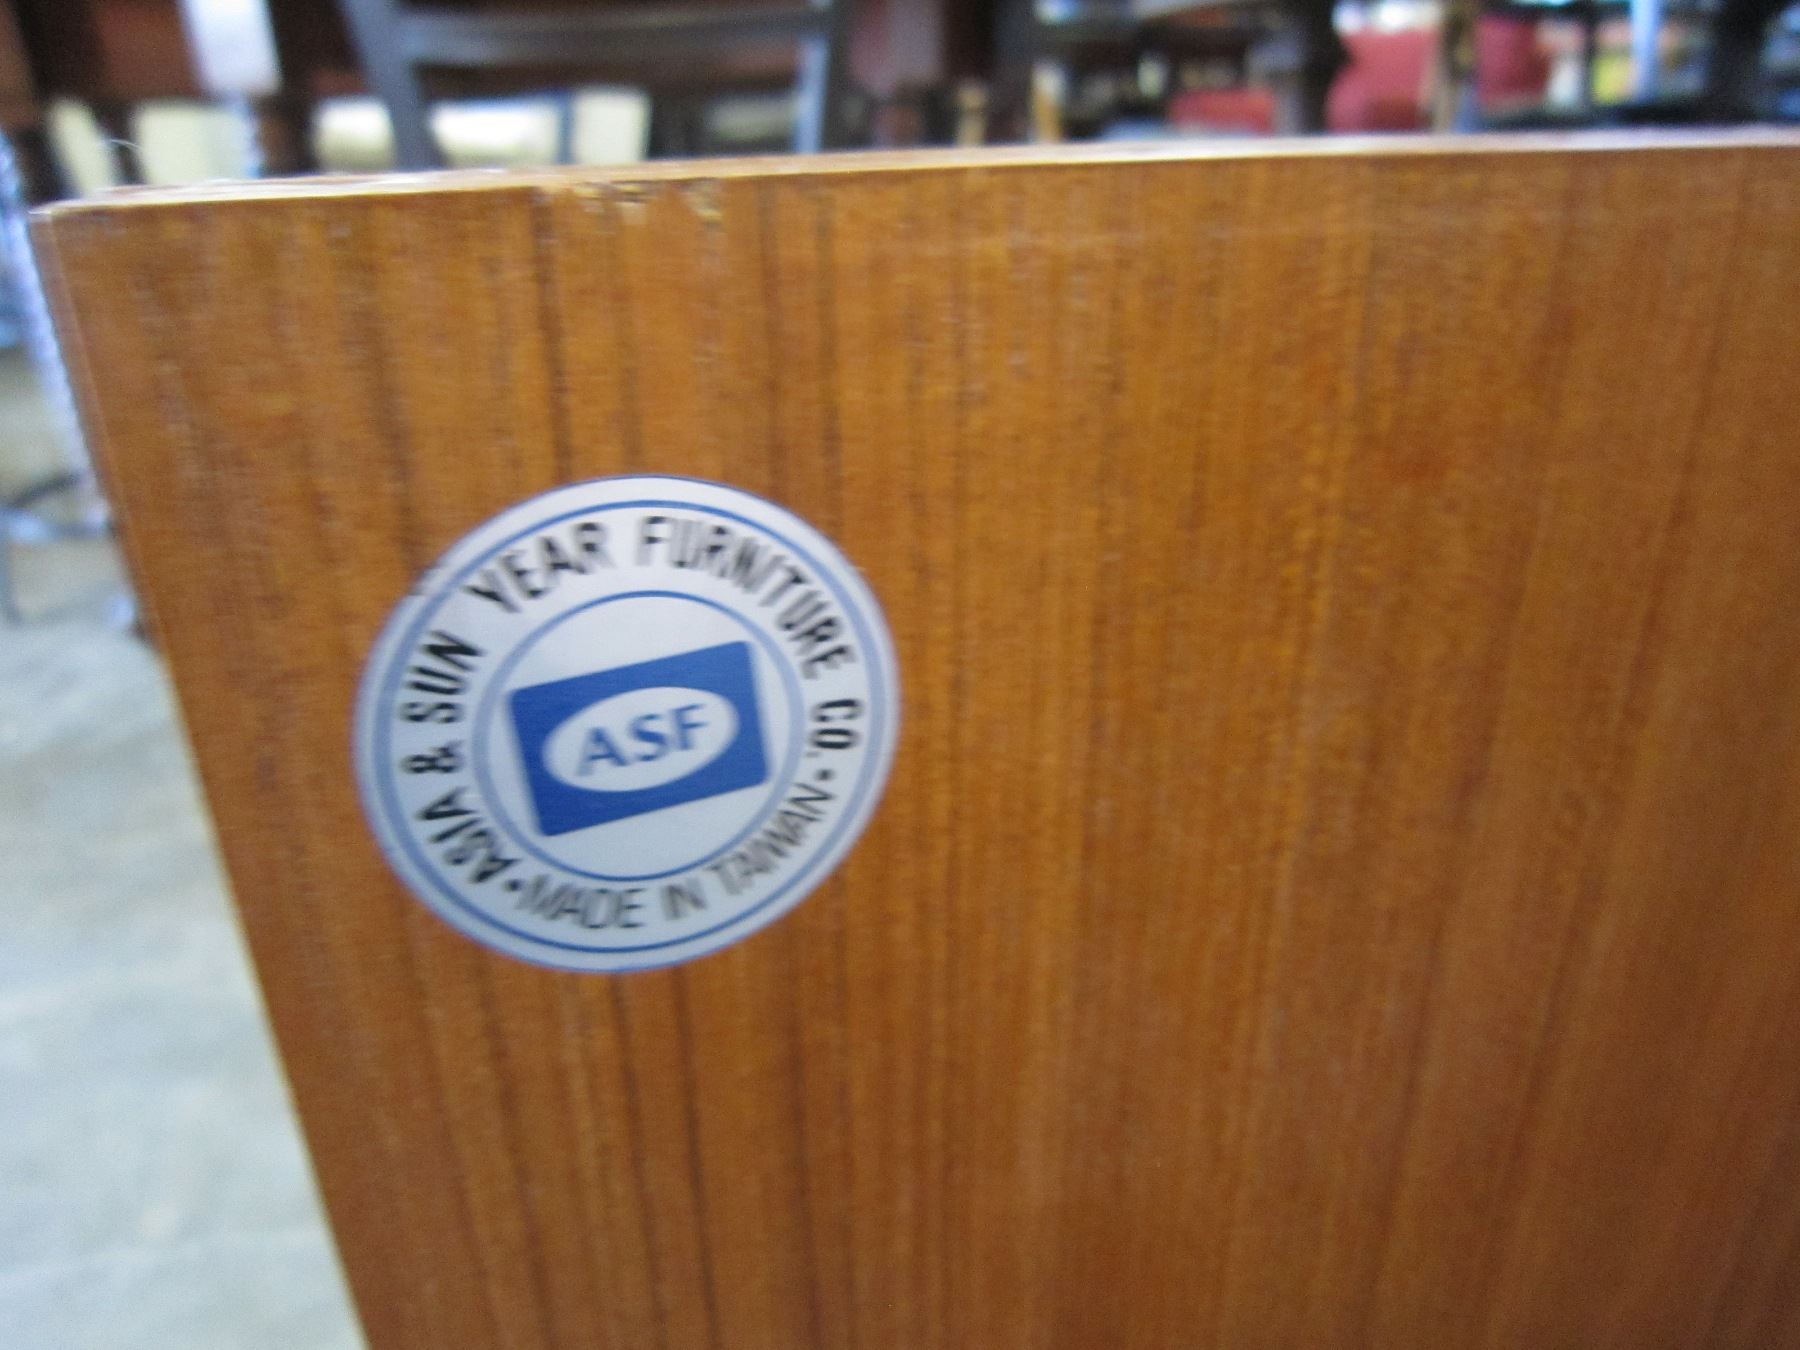 ASIA & SUN YEAR FURNITURE CO.
• MADE IN TAIWAN •
ASF